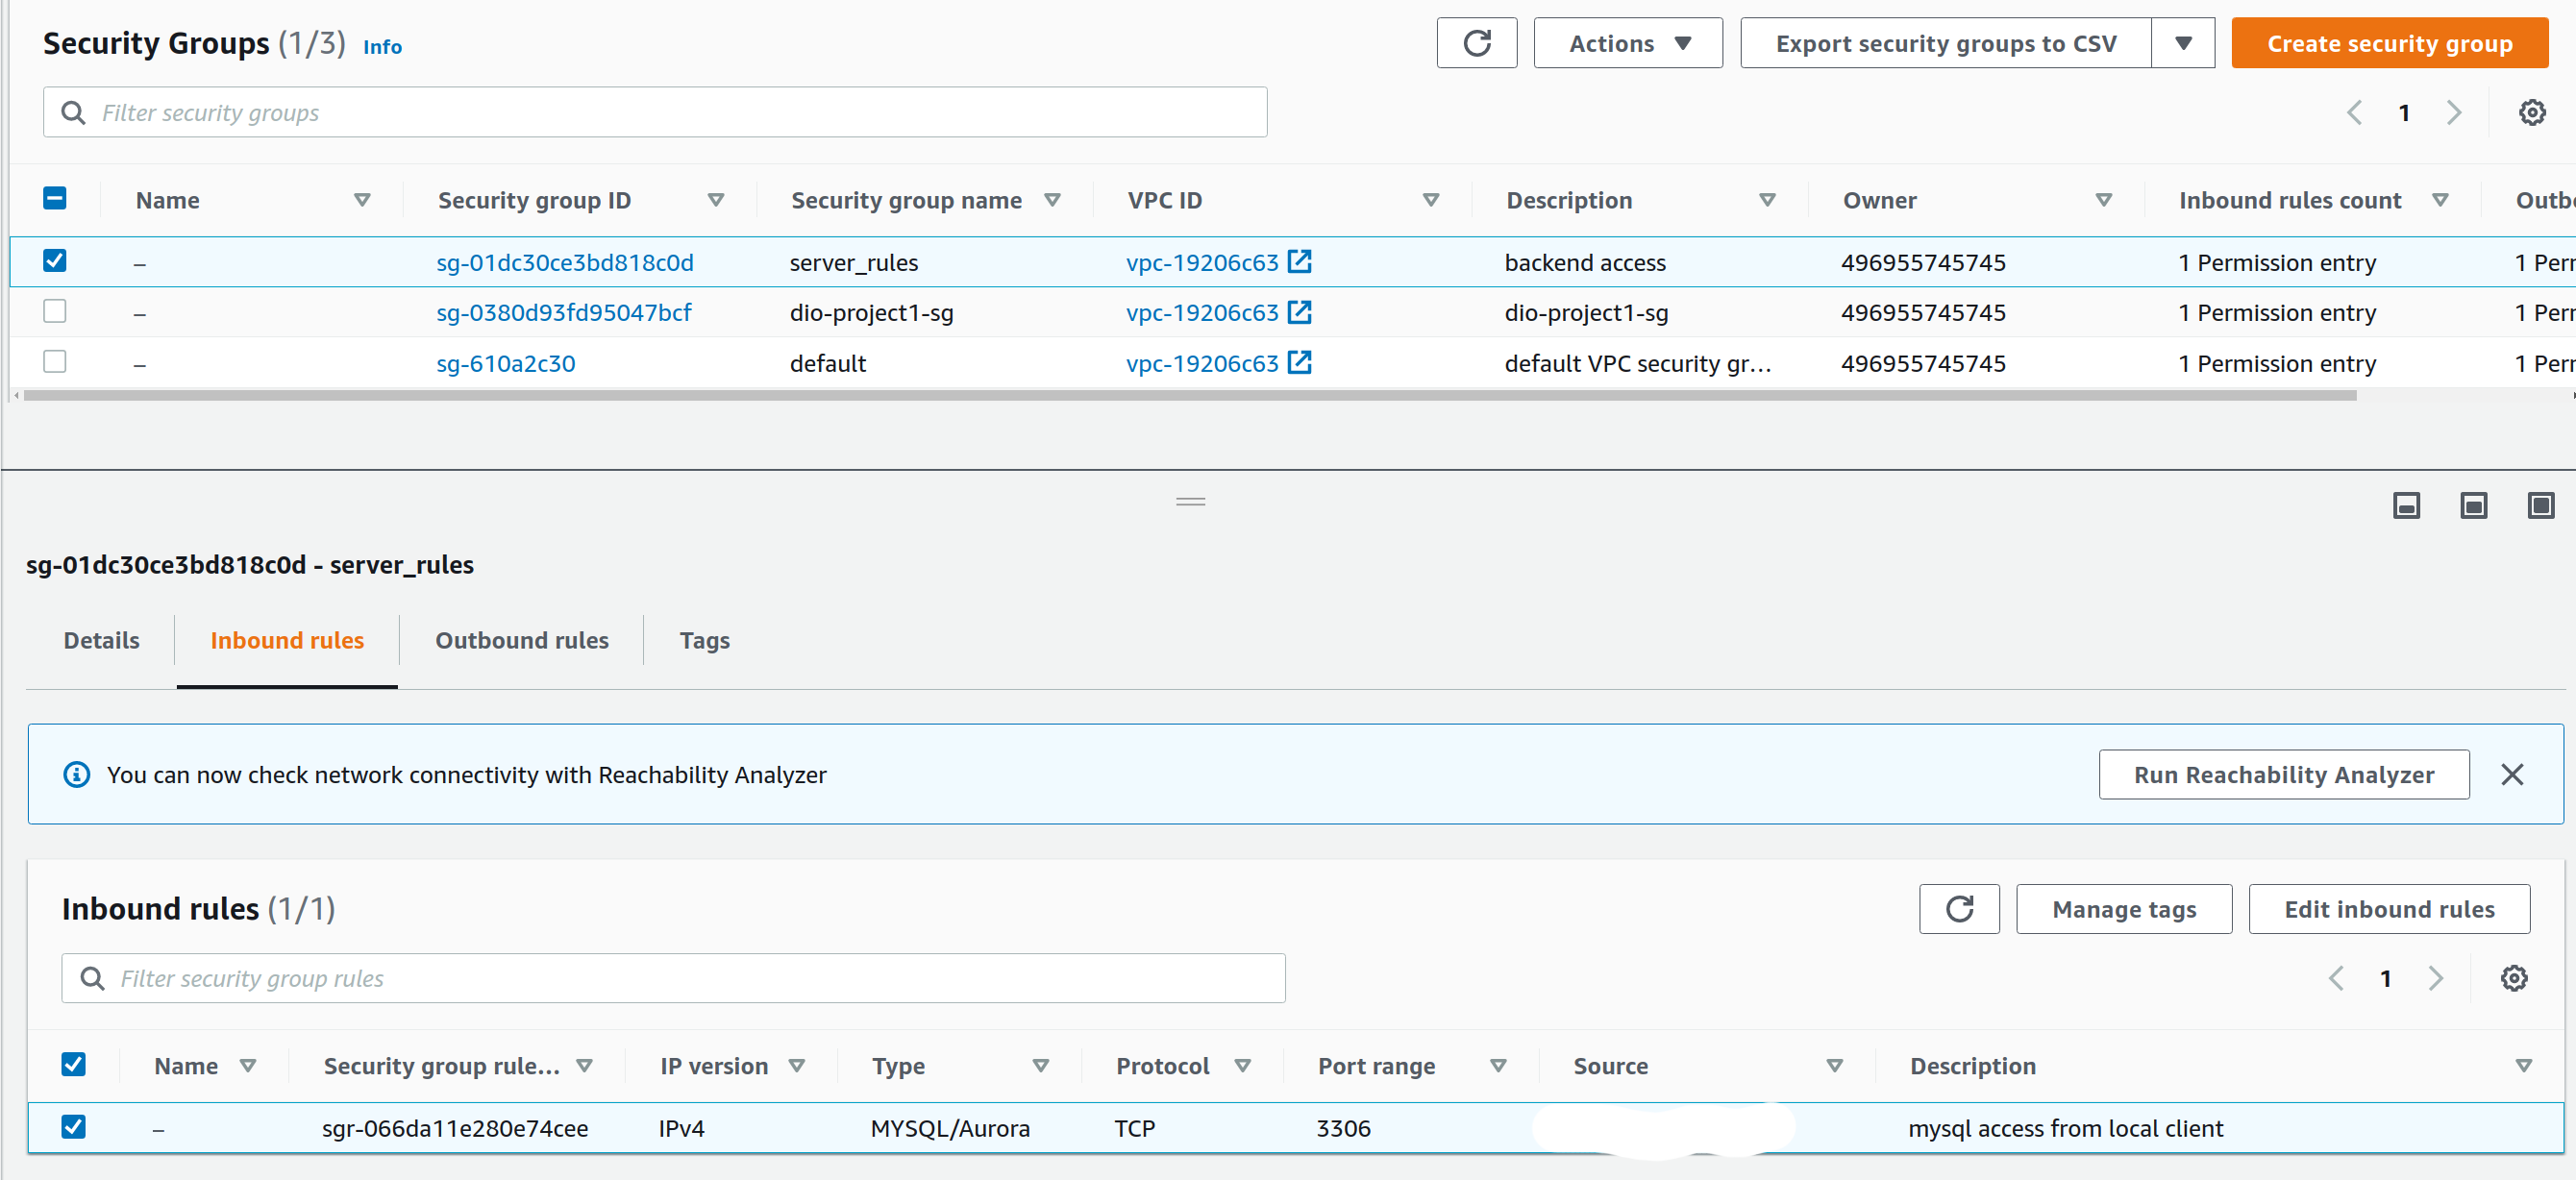 Security Groups (1/3) Info
Actions
Export security groups to CSV
Create security group
Filter security groups
1
Name Security group ID Security group name VPC ID Description Owner Inbound rules count Outb
– sg-01dc30ce3bd818c0d server_rules vpc-19206c63 backend access 496955745745 1 Permission entry 1 Perr
– sg-0380d93fd95047bcf dio-project1-sg vpc-19206c63 dio-project1-sg 496955745745 1 Permission entry 1 Perr
– sg-610a2c30 default vpc-19206c63 default VPC security gr... 496955745745 1 Permission entry 1 Perr
sg-01dc30ce3bd818c0d - server_rules
Details Inbound rules Outbound rules Tags
You can now check network connectivity with Reachability Analyzer
Run Reachability Analyzer
Inbound rules (1/1)
Manage tags
Edit inbound rules
Filter security group rules
1
Name Security group rule... IP version Type Protocol Port range Source Description
– sgr-066da11e280e74cee IPv4 MYSQL/Aurora TCP 3306 mysql access from local client